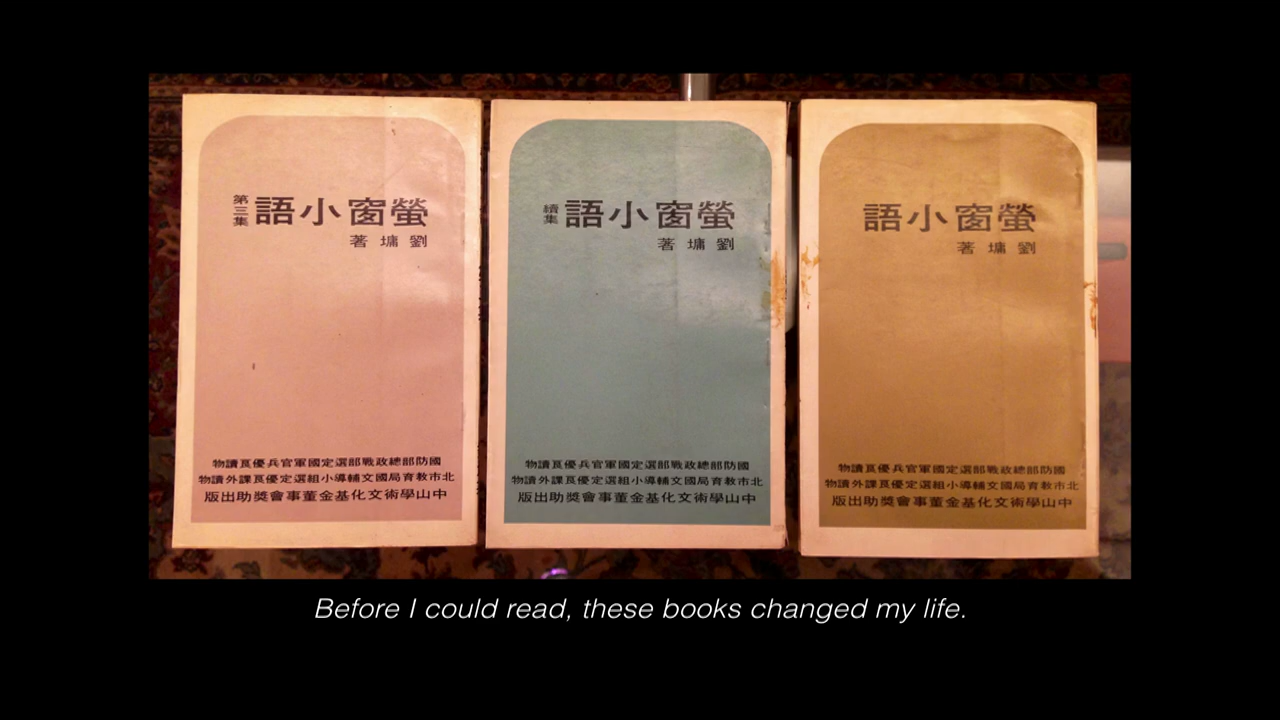 螢窗小語
劉墉著
國防部總政戰部選定國軍官兵優良讀物
北市教育局國文輔導小組選定優良課外讀物
中山學術文化基金董事會獎助出版
螢窗小語 續集
劉墉著
國防部總政戰部選定國軍官兵優良讀物
北市教育局國文輔導小組選定優良課外讀物
中山學術文化基金董事會獎助出版
螢窗小語 第三集
劉墉著
國防部總政戰部選定國軍官兵優良讀物
北市教育局國文輔導小組選定優良課外讀物
中山學術文化基金董事會獎助出版
Before I could read, these books changed my life.